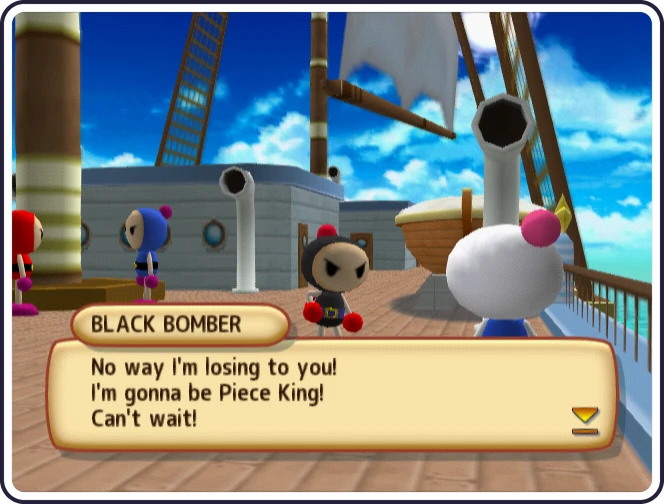 BLACK BOMBER
No way I'm losing to you!
I'm gonna be Piece King!
Can't wait!